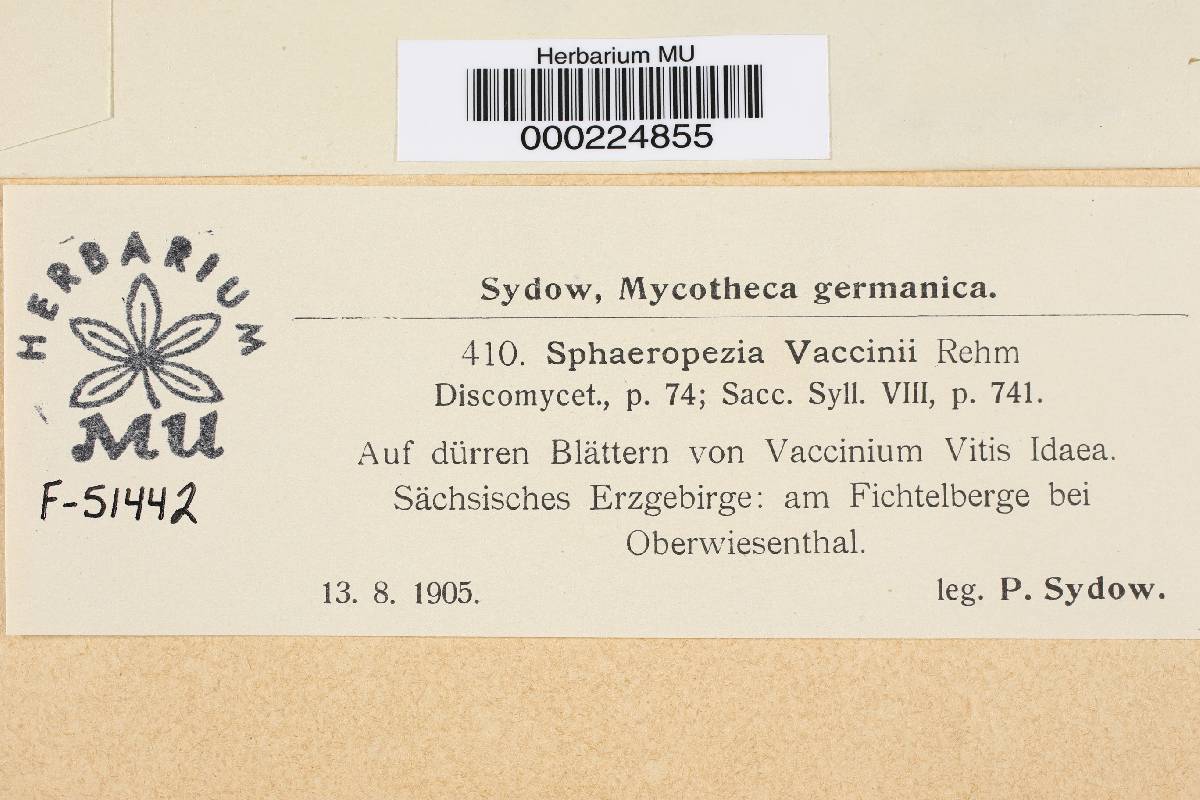 Herbarium MU
000224855
HERBARIUM
MU
F-51442
Sydow, Mycotheca germanica.
410. Sphaeropezia Vaccinii Rehm
Discomycet., p. 74; Sacc. Syll. VIII, p. 741.
Auf dürren Blättern von Vaccinium Vitis Idaea.
Sächsisches Erzgebirge: am Fichtelberge bei
Oberwiesenthal.
13. 8. 1905. leg. P. Sydow.